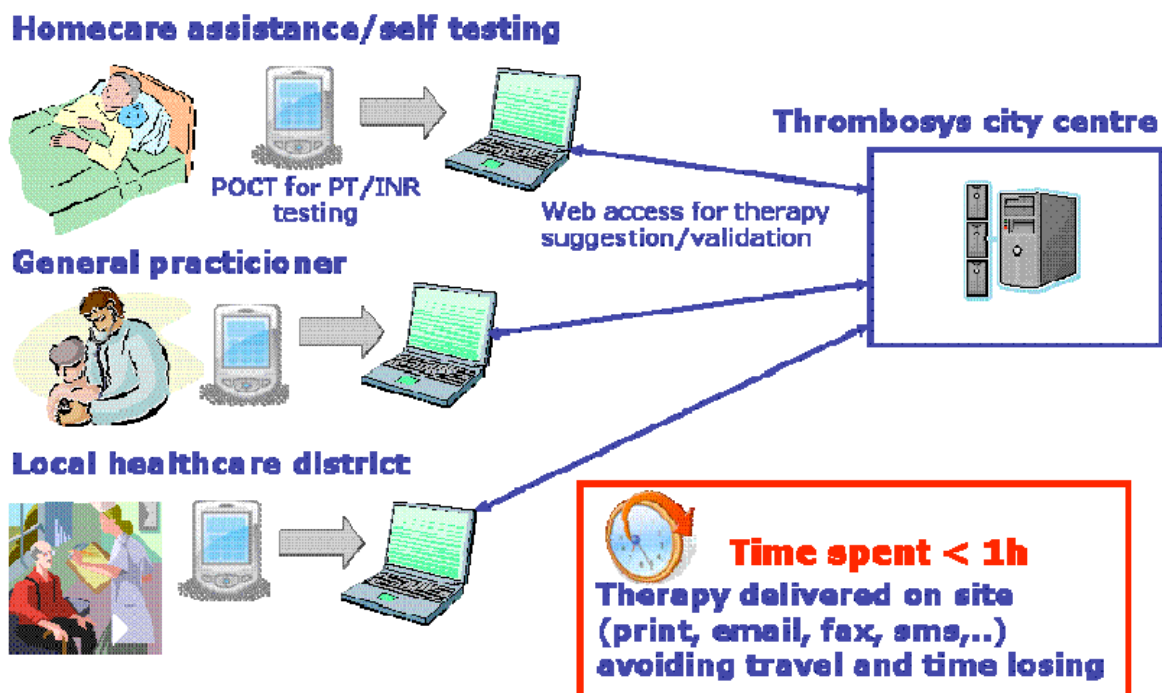 Homecare assistance/self testing
Thrombosys city centre
POCT for PT/INR
testing
Web access for therapy
suggestion/validation
General practicioner
Local healthcare district
Time spent < 1h
Therapy delivered on site
(print, email, fax, sms,..)
avoiding travel and time losing